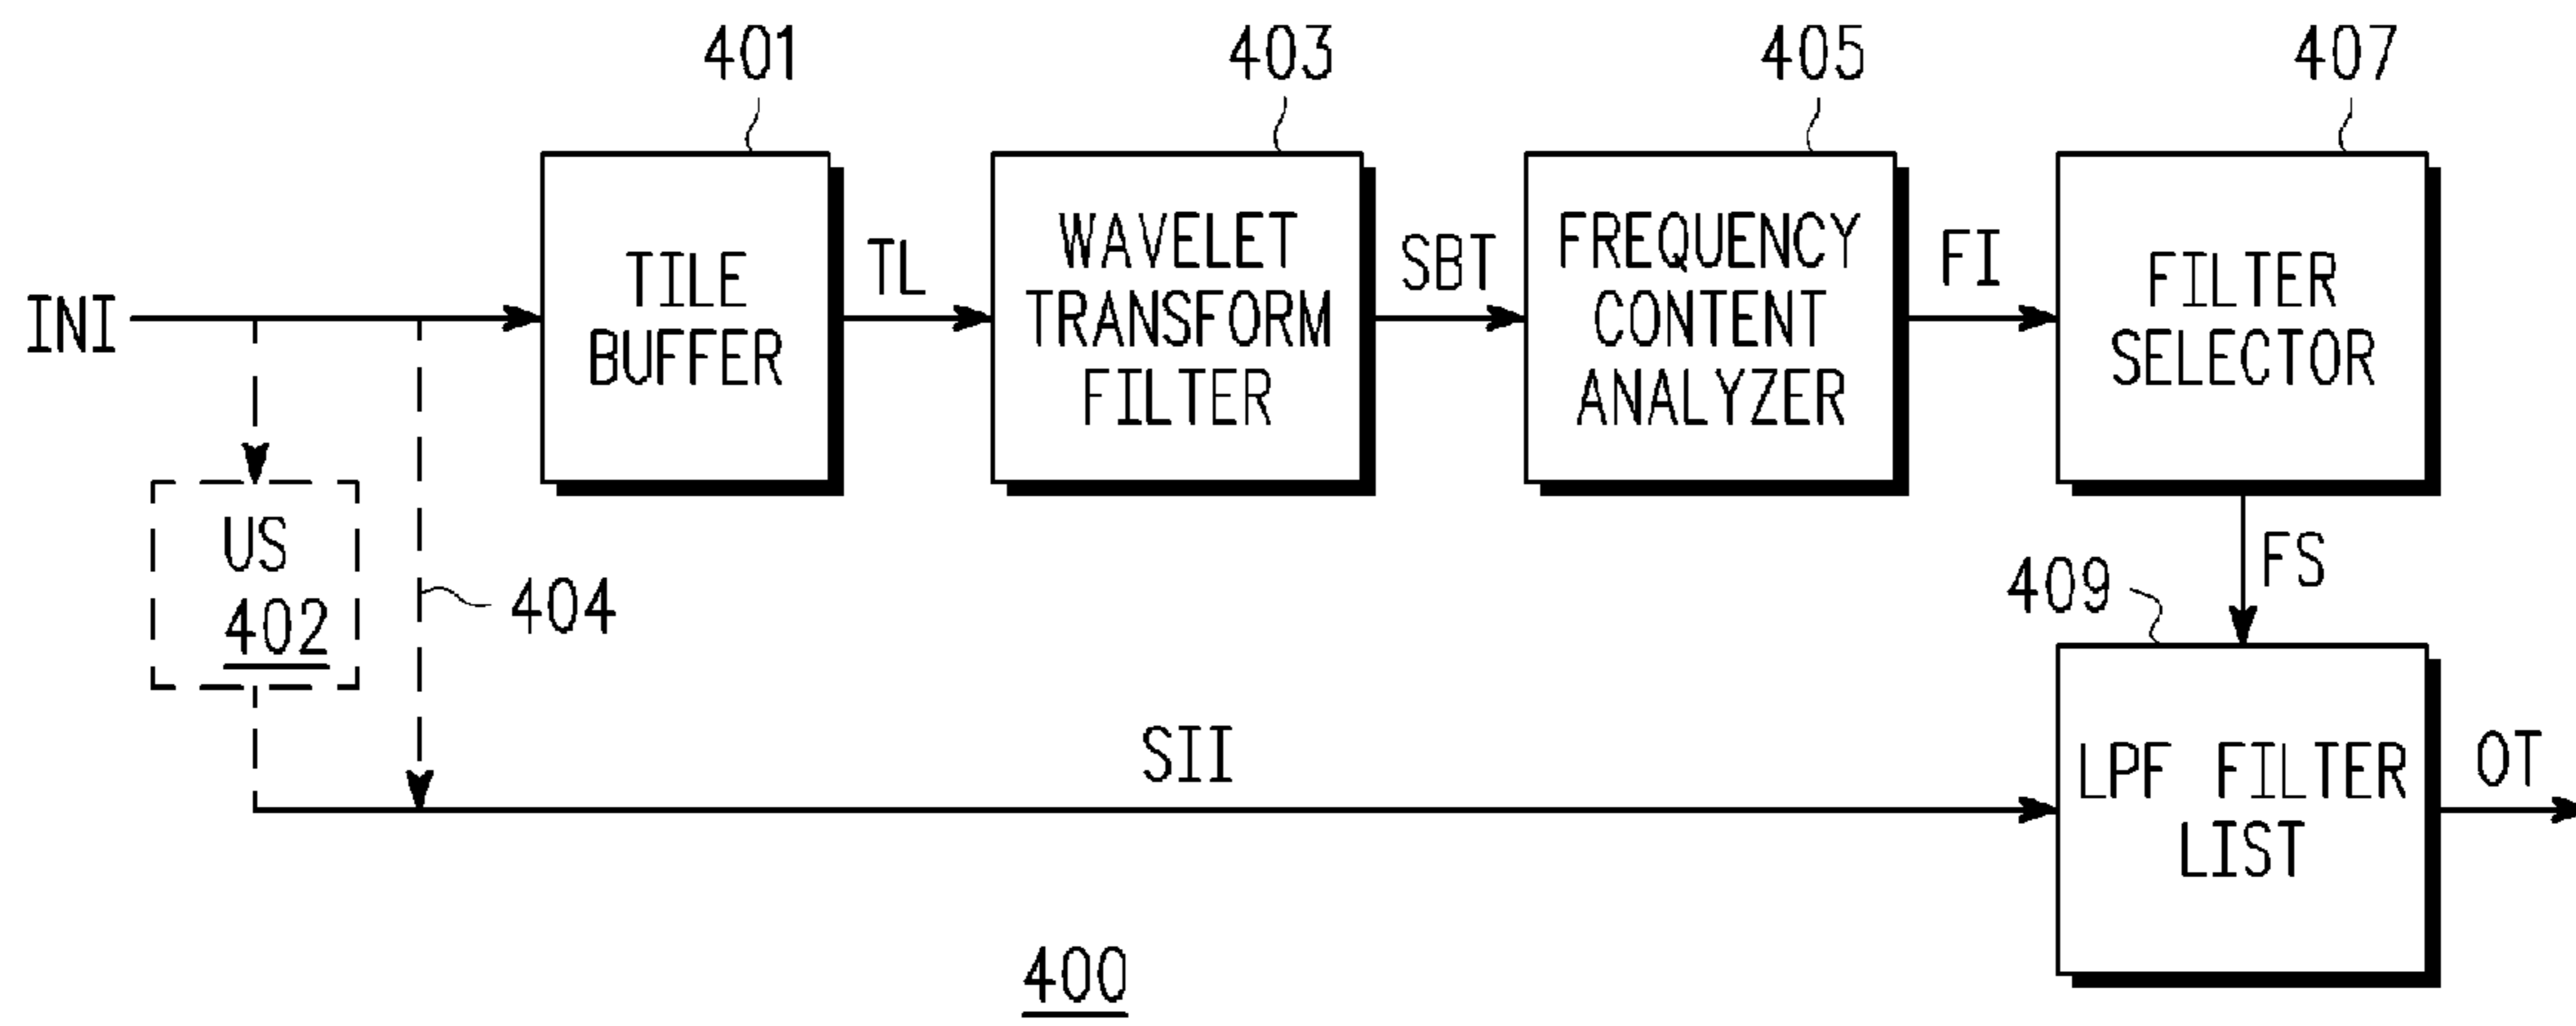 401
403
405
407
INI
TILE
BUFFER
TL
WAVELET
TRANSFORM
FILTER
SBT
FREQUENCY
CONTENT
ANALYZER
FI
FILTER
SELECTOR
US
402
404
409
FS
SII
LPF FILTER
LIST
OT
400